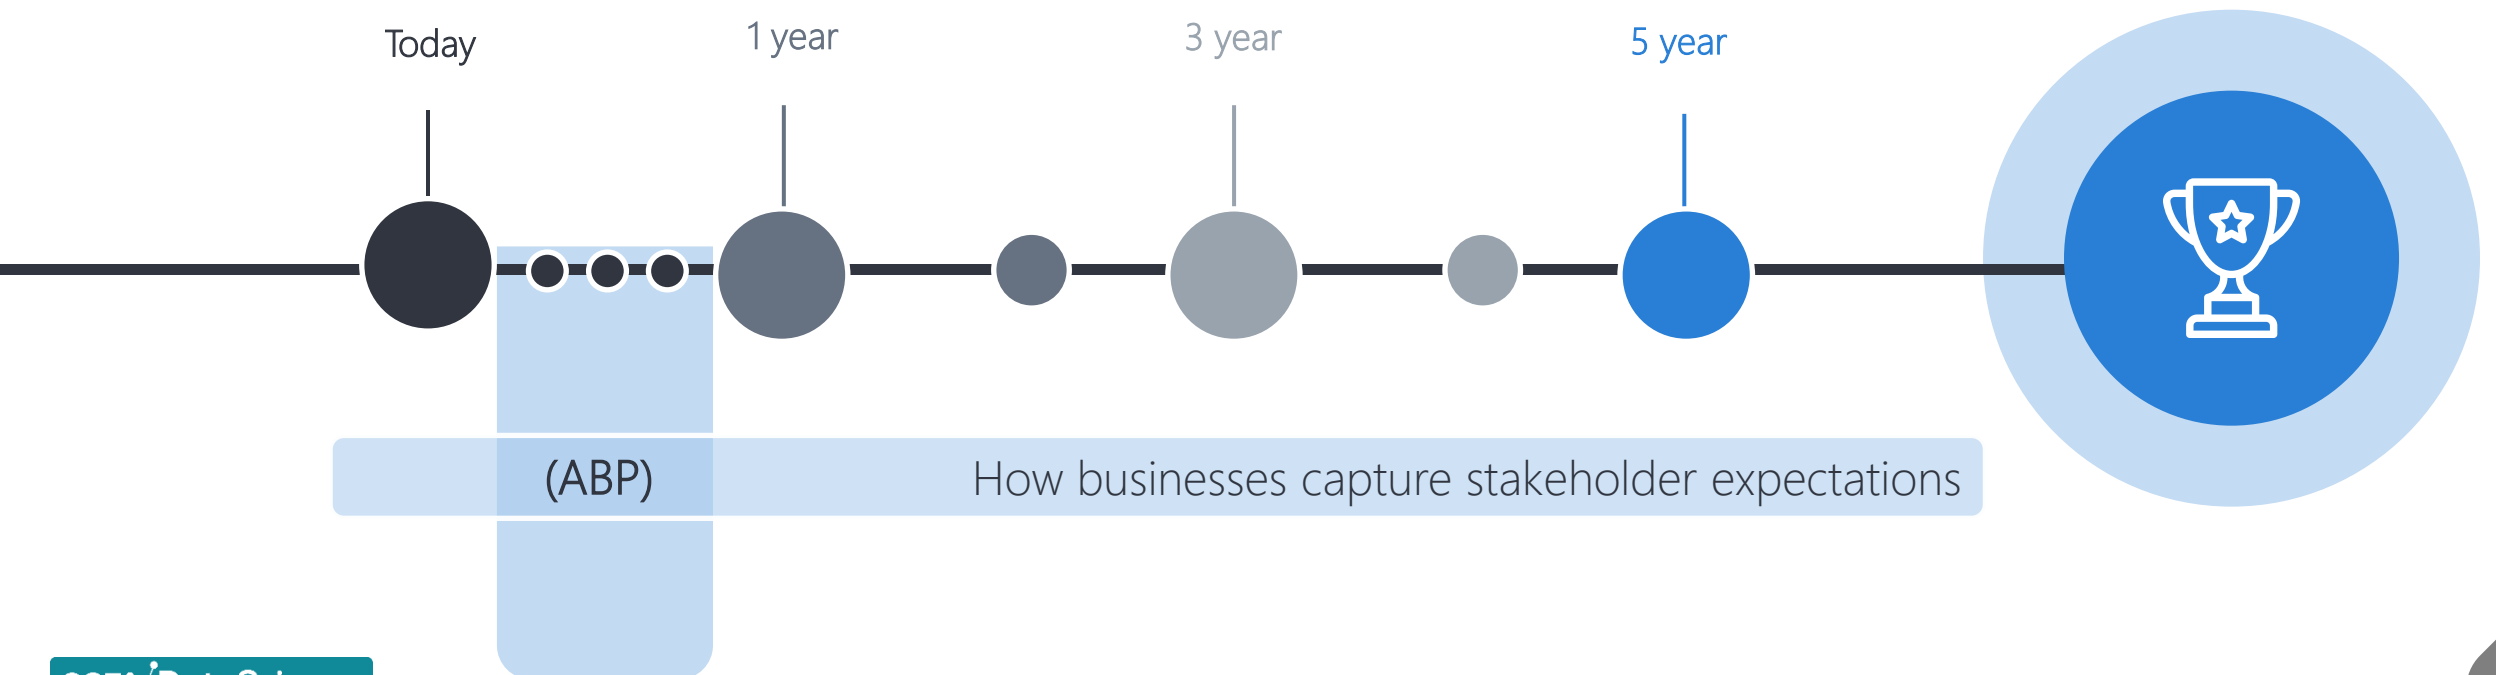 Today
1 year
3 year
5 year
(ABP)
How businesses capture stakeholder expectations